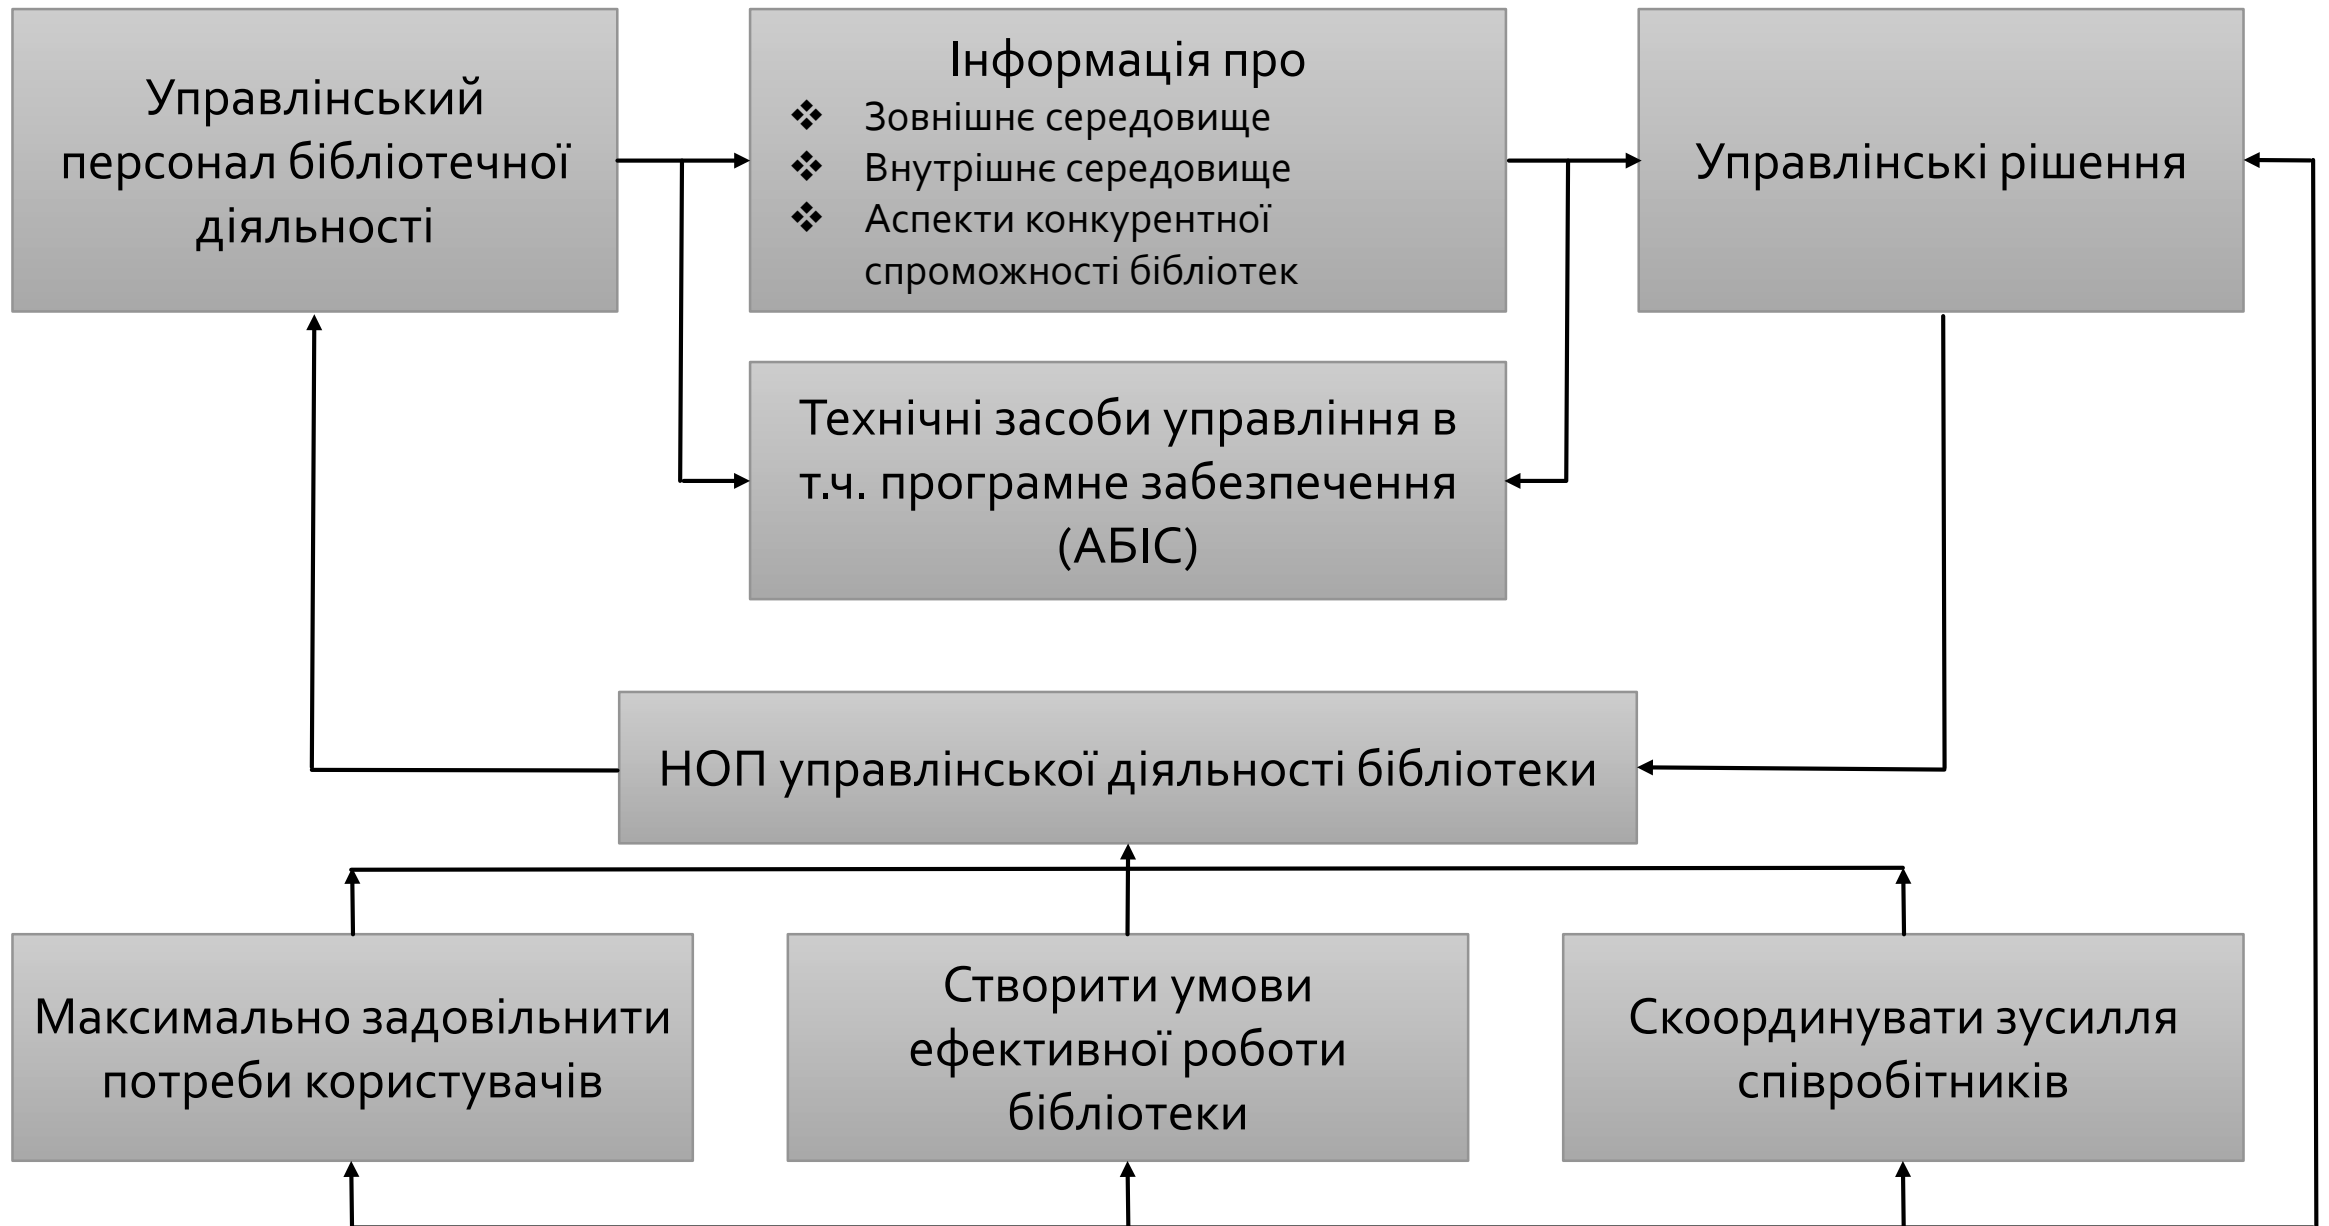 Управлінський
персонал бібліотечної
діяльності
Інформація про
❖ Зовнішнє середовище
❖ Внутрішнє середовище
❖ Аспекти конкурентної
спроможності бібліотек
Управлінські рішення
Технічні засоби управління в
т.ч. програмне забезпечення
(АБІС)
НОП управлінської діяльності бібліотеки
Максимально задовільнити
потреби користувачів
Створити умови
ефективної роботи
бібліотеки
Скоординувати зусилля
співробітників